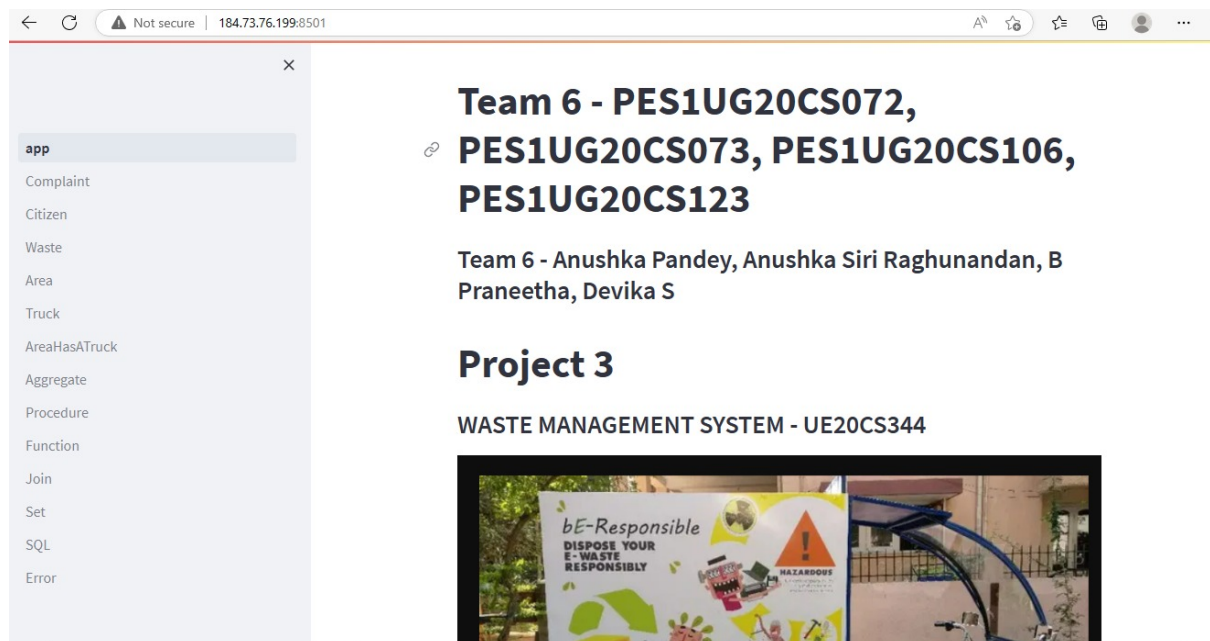 Not secure 184.73.76.199:8501
app
Complaint
Citizen
Waste
Area
Truck
AreaHasATruck
Aggregate
Procedure
Function
Join
Set
SQL
Error
Team 6 - PES1UG20CS072,
PES1UG20CS073, PES1UG20CS106,
PES1UG20CS123
Team 6 - Anushka Pandey, Anushka Siri Raghunandan, B
Praneetha, Devika S
Project 3
WASTE MANAGEMENT SYSTEM - UE20CS344
bE-Responsible
DISPOSE YOUR
E-WASTE
RESPONSIBLY
HAZARDOUS